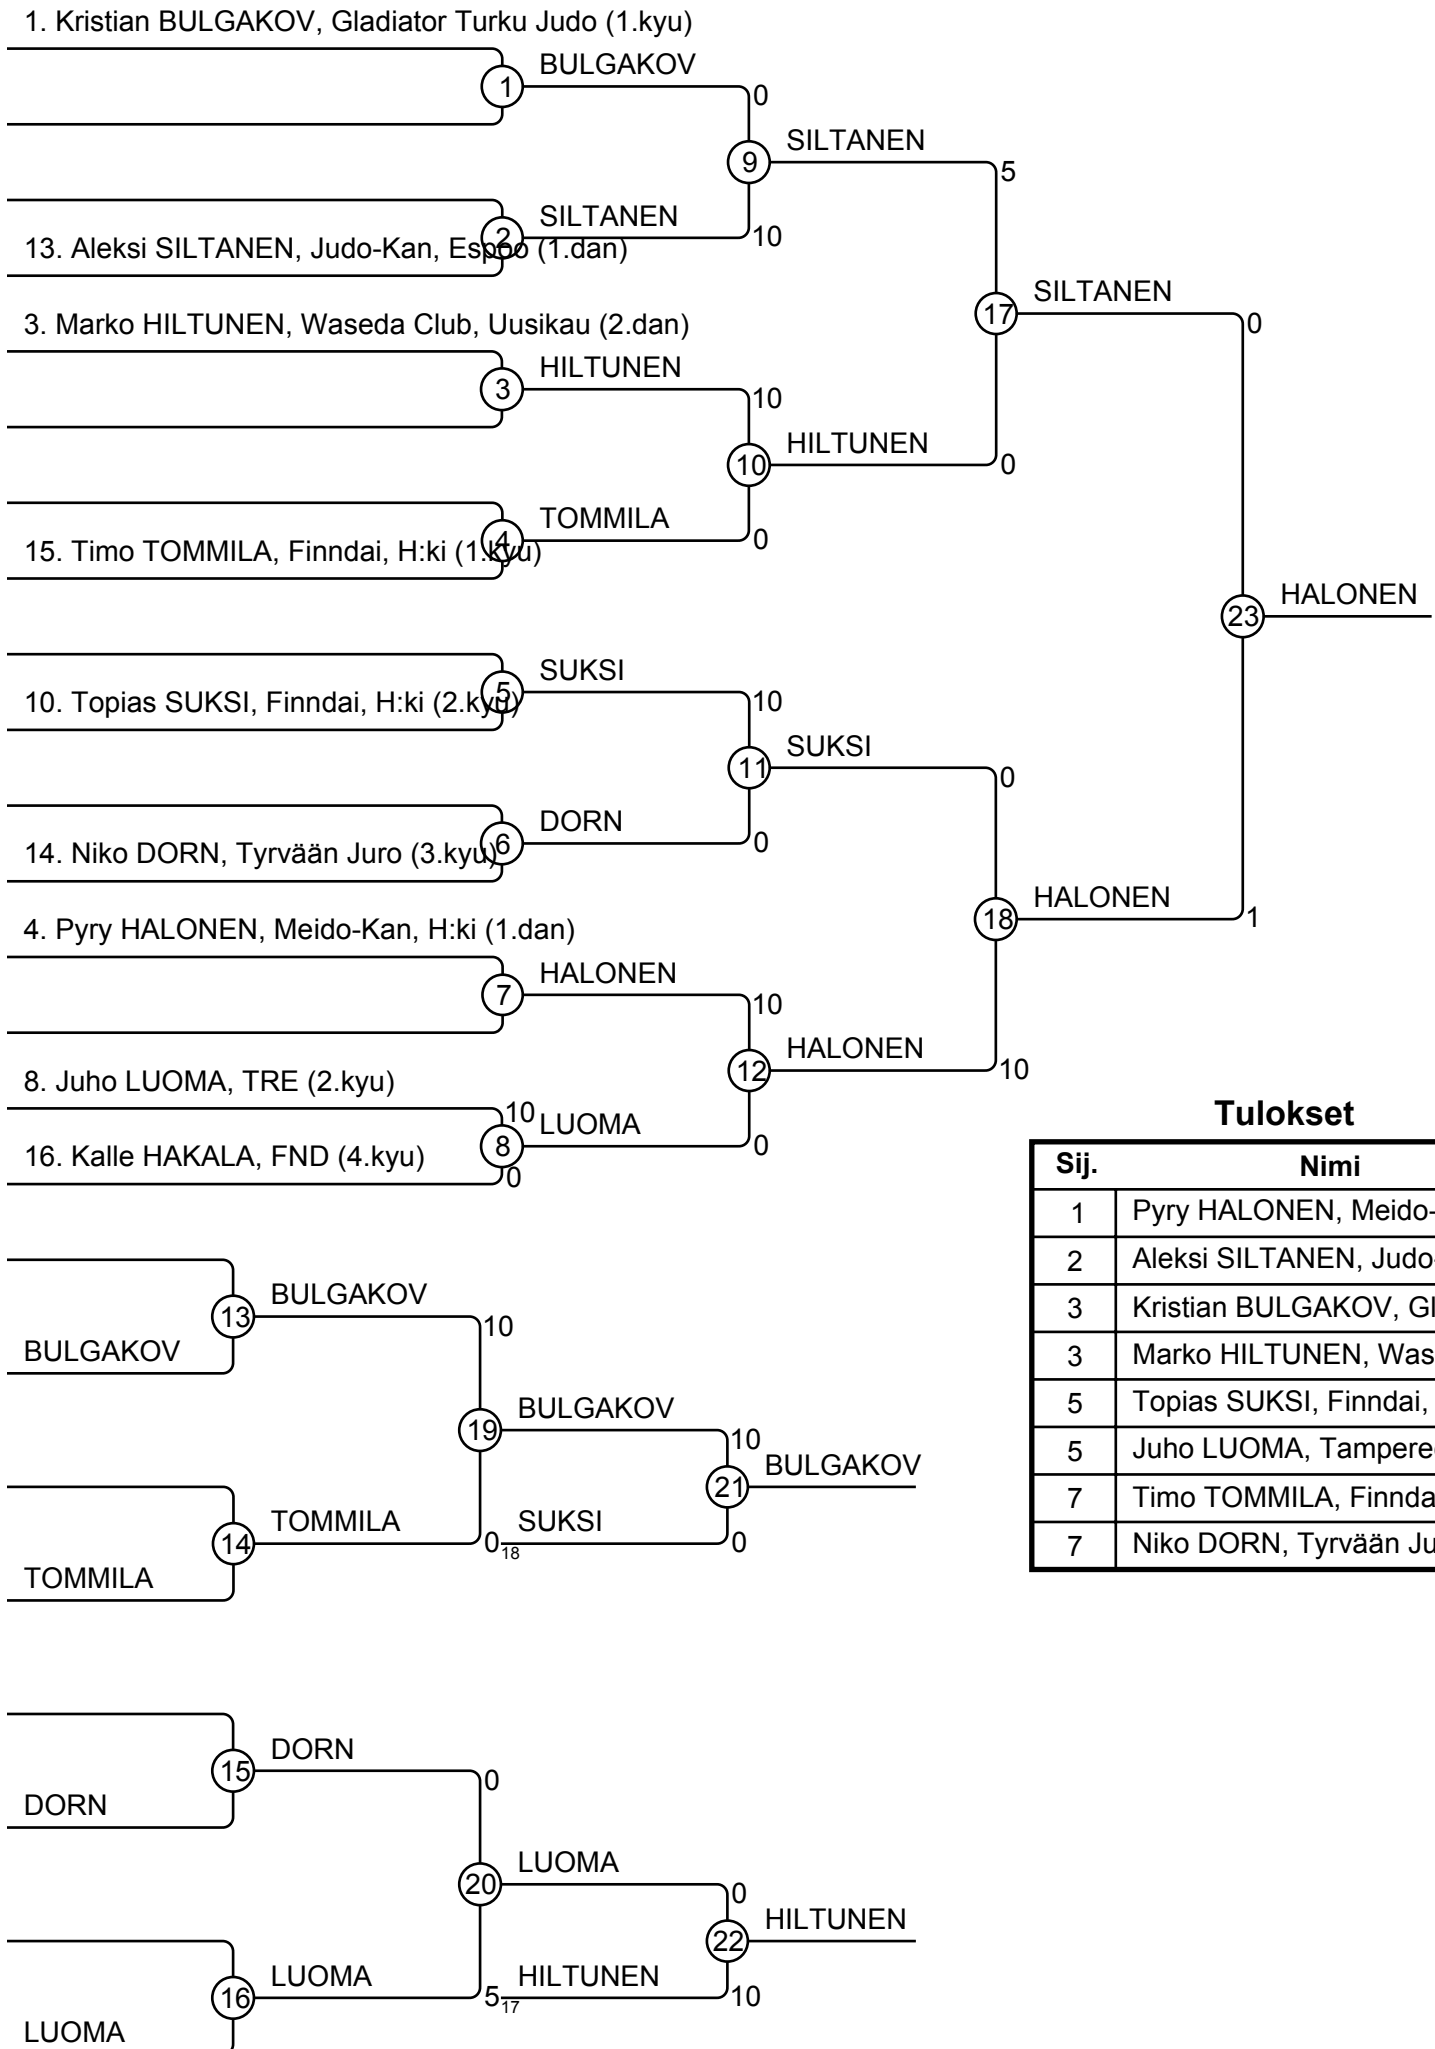 1. Kristian BULGAKOV, Gladiator Turku Judo (1.kyu)
1
BULGAKOV
0
9
SILTANEN
5
2
SILTANEN
10
13. Aleksi SILTANEN, Judo-Kan, Espoo (1.dan)
17
SILTANEN
0
3. Marko HILTUNEN, Waseda Club, Uusikau (2.dan)
3
HILTUNEN
10
10
HILTUNEN
0
4
TOMMILA
0
15. Timo TOMMILA, Finndai, H:ki (1.kyu)
23
HALONEN
5
SUKSI
10
10. Topias SUKSI, Finndai, H:ki (2.kyu)
11
SUKSI
0
6
DORN
0
14. Niko DORN, Tyrvään Juro (3.kyu)
18
HALONEN
1
4. Pyry HALONEN, Meido-Kan, H:ki (1.dan)
7
HALONEN
10
12
HALONEN
10
8. Juho LUOMA, TRE (2.kyu)
10
8
LUOMA
0
16. Kalle HAKALA, FND (4.kyu)
0
Tulokset
Sij. Nimi
1 Pyry HALONEN, Meido-
2 Aleksi SILTANEN, Judo-
3 Kristian BULGAKOV, Gl
3 Marko HILTUNEN, Was
5 Topias SUKSI, Finndai,
5 Juho LUOMA, Tampere
7 Timo TOMMILA, Finnda
7 Niko DORN, Tyrvään Ju
13
BULGAKOV
10
BULGAKOV
19
BULGAKOV
10
21
BULGAKOV
14
TOMMILA
0
18
SUKSI
0
TOMMILA
15
DORN
0
DORN
20
LUOMA
0
22
HILTUNEN
16
LUOMA
5
17
HILTUNEN
10
LUOMA